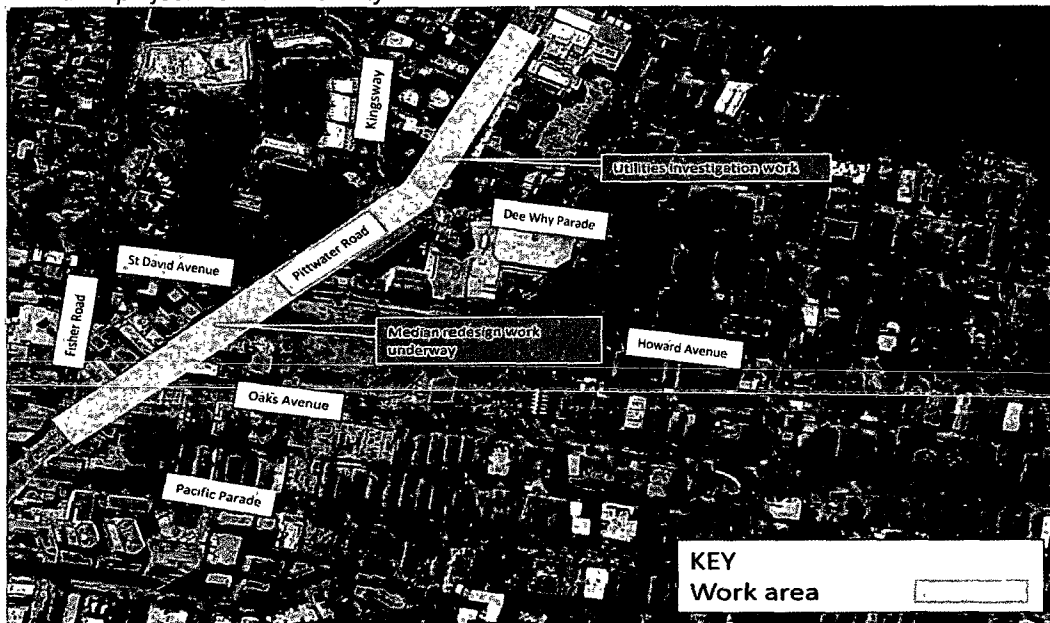 Kingsway
Utilities investigation work
Dee Why Parade
Pittwater Road
St David Avenue
Fisher Road
Median redesign work
underway
Howard Avenue
Oaks Avenue
Pacific Parade
KEY
Work area